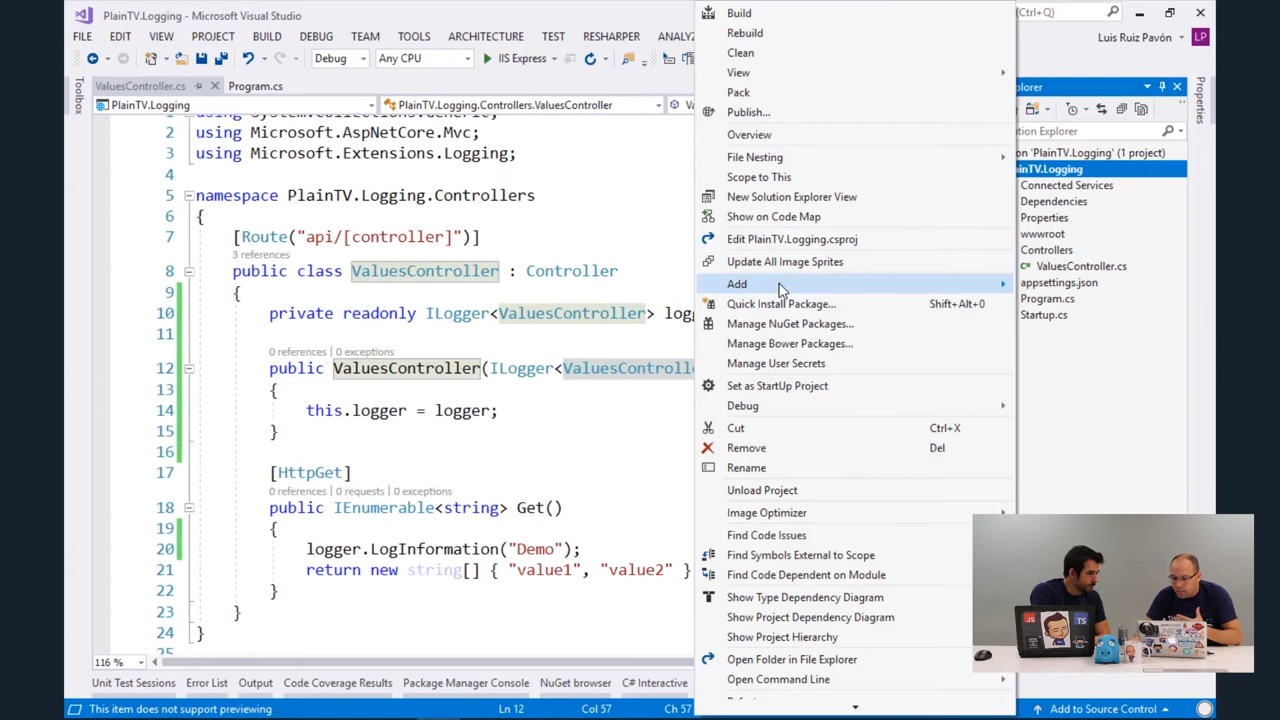 PlainTV.Logging - Microsoft Visual Studio
(Ctrl+Q)
FILE EDIT VIEW PROJECT BUILD DEBUG TEAM TOOLS ARCHITECTURE TEST RESHARPER ANALYZ
Luis Ruiz Pavón LP
Debug Any CPU IIS Express
Toolbox
ValuesController.cs Program.cs
PlainTV.Logging PlainTV.Logging.Controllers.ValuesController
2 using Microsoft.AspNetCore.Mvc;
3 using Microsoft.Extensions.Logging;
4
5 namespace PlainTV.Logging.Controllers
6 {
7 [Route("api/[controller]")]
3 references
8 public class ValuesController : Controller
9 {
10 private readonly ILogger<ValuesController> logg
11
0 references | 0 exceptions
12 public ValuesController(ILogger<ValuesControlle
13 {
14 this.logger = logger;
15 }
16
17 [HttpGet]
0 references | 0 requests | 0 exceptions
18 public IEnumerable<string> Get()
19 {
20 logger.LogInformation("Demo");
21 return new string[] { "value1", "value2" }
22 }
23 }
24 }
25
116 %
Build
Rebuild
Clean
View
Pack
Publish...
Overview
File Nesting
Scope to This
New Solution Explorer View
Show on Code Map
Edit PlainTV.Logging.csproj
Update All Image Sprites
Add
Quick Install Package... Shift+Alt+0
Manage NuGet Packages...
Manage Bower Packages...
Manage User Secrets
Set as StartUp Project
Debug
Cut Ctrl+X
Remove Del
Rename
Unload Project
Image Optimizer
Find Code Issues
Find Symbols External to Scope
Find Code Dependent on Module
Show Type Dependency Diagram
Show Project Dependency Diagram
Show Project Hierarchy
Open Folder in File Explorer
Open Command Line
plorer
Properties
ution Explorer
on 'PlainTV.Logging' (1 project)
inTV.Logging
Connected Services
Dependencies
Properties
wwwroot
Controllers
ValuesController.cs
appsettings.json
Program.cs
Startup.cs
JS
TS
Unit Test Sessions Error List Output Code Coverage Results Package Manager Console NuGet browser C# Interactive
This item does not support previewing Ln 12 Col 57 Ch 57 Add to Source Control